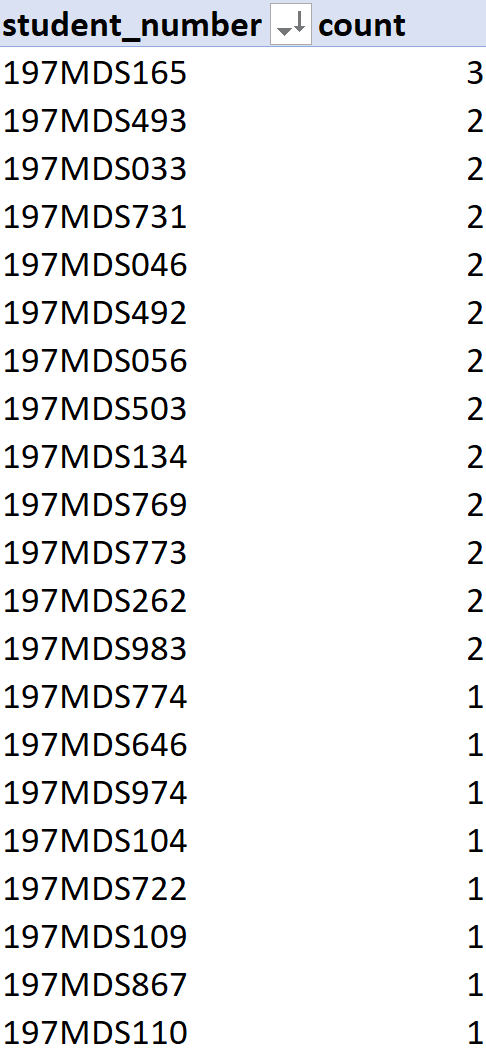 student_number count
197MDS165 3
197MDS493 2
197MDS033 2
197MDS731 2
197MDS046 2
197MDS492 2
197MDS056 2
197MDS503 2
197MDS134 2
197MDS769 2
197MDS773 2
197MDS262 2
197MDS983 2
197MDS774 1
197MDS646 1
197MDS974 1
197MDS104 1
197MDS722 1
197MDS109 1
197MDS867 1
197MDS110 1